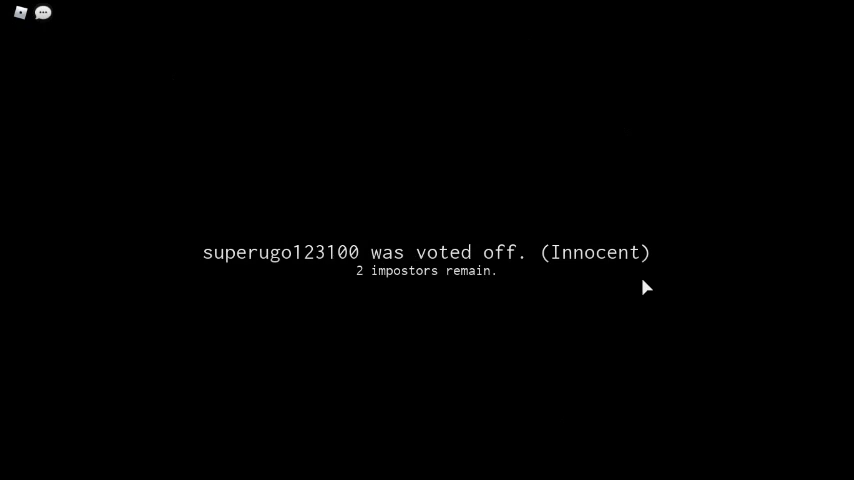 superugo123100 was voted off. (Innocent)
2 impostors remain.